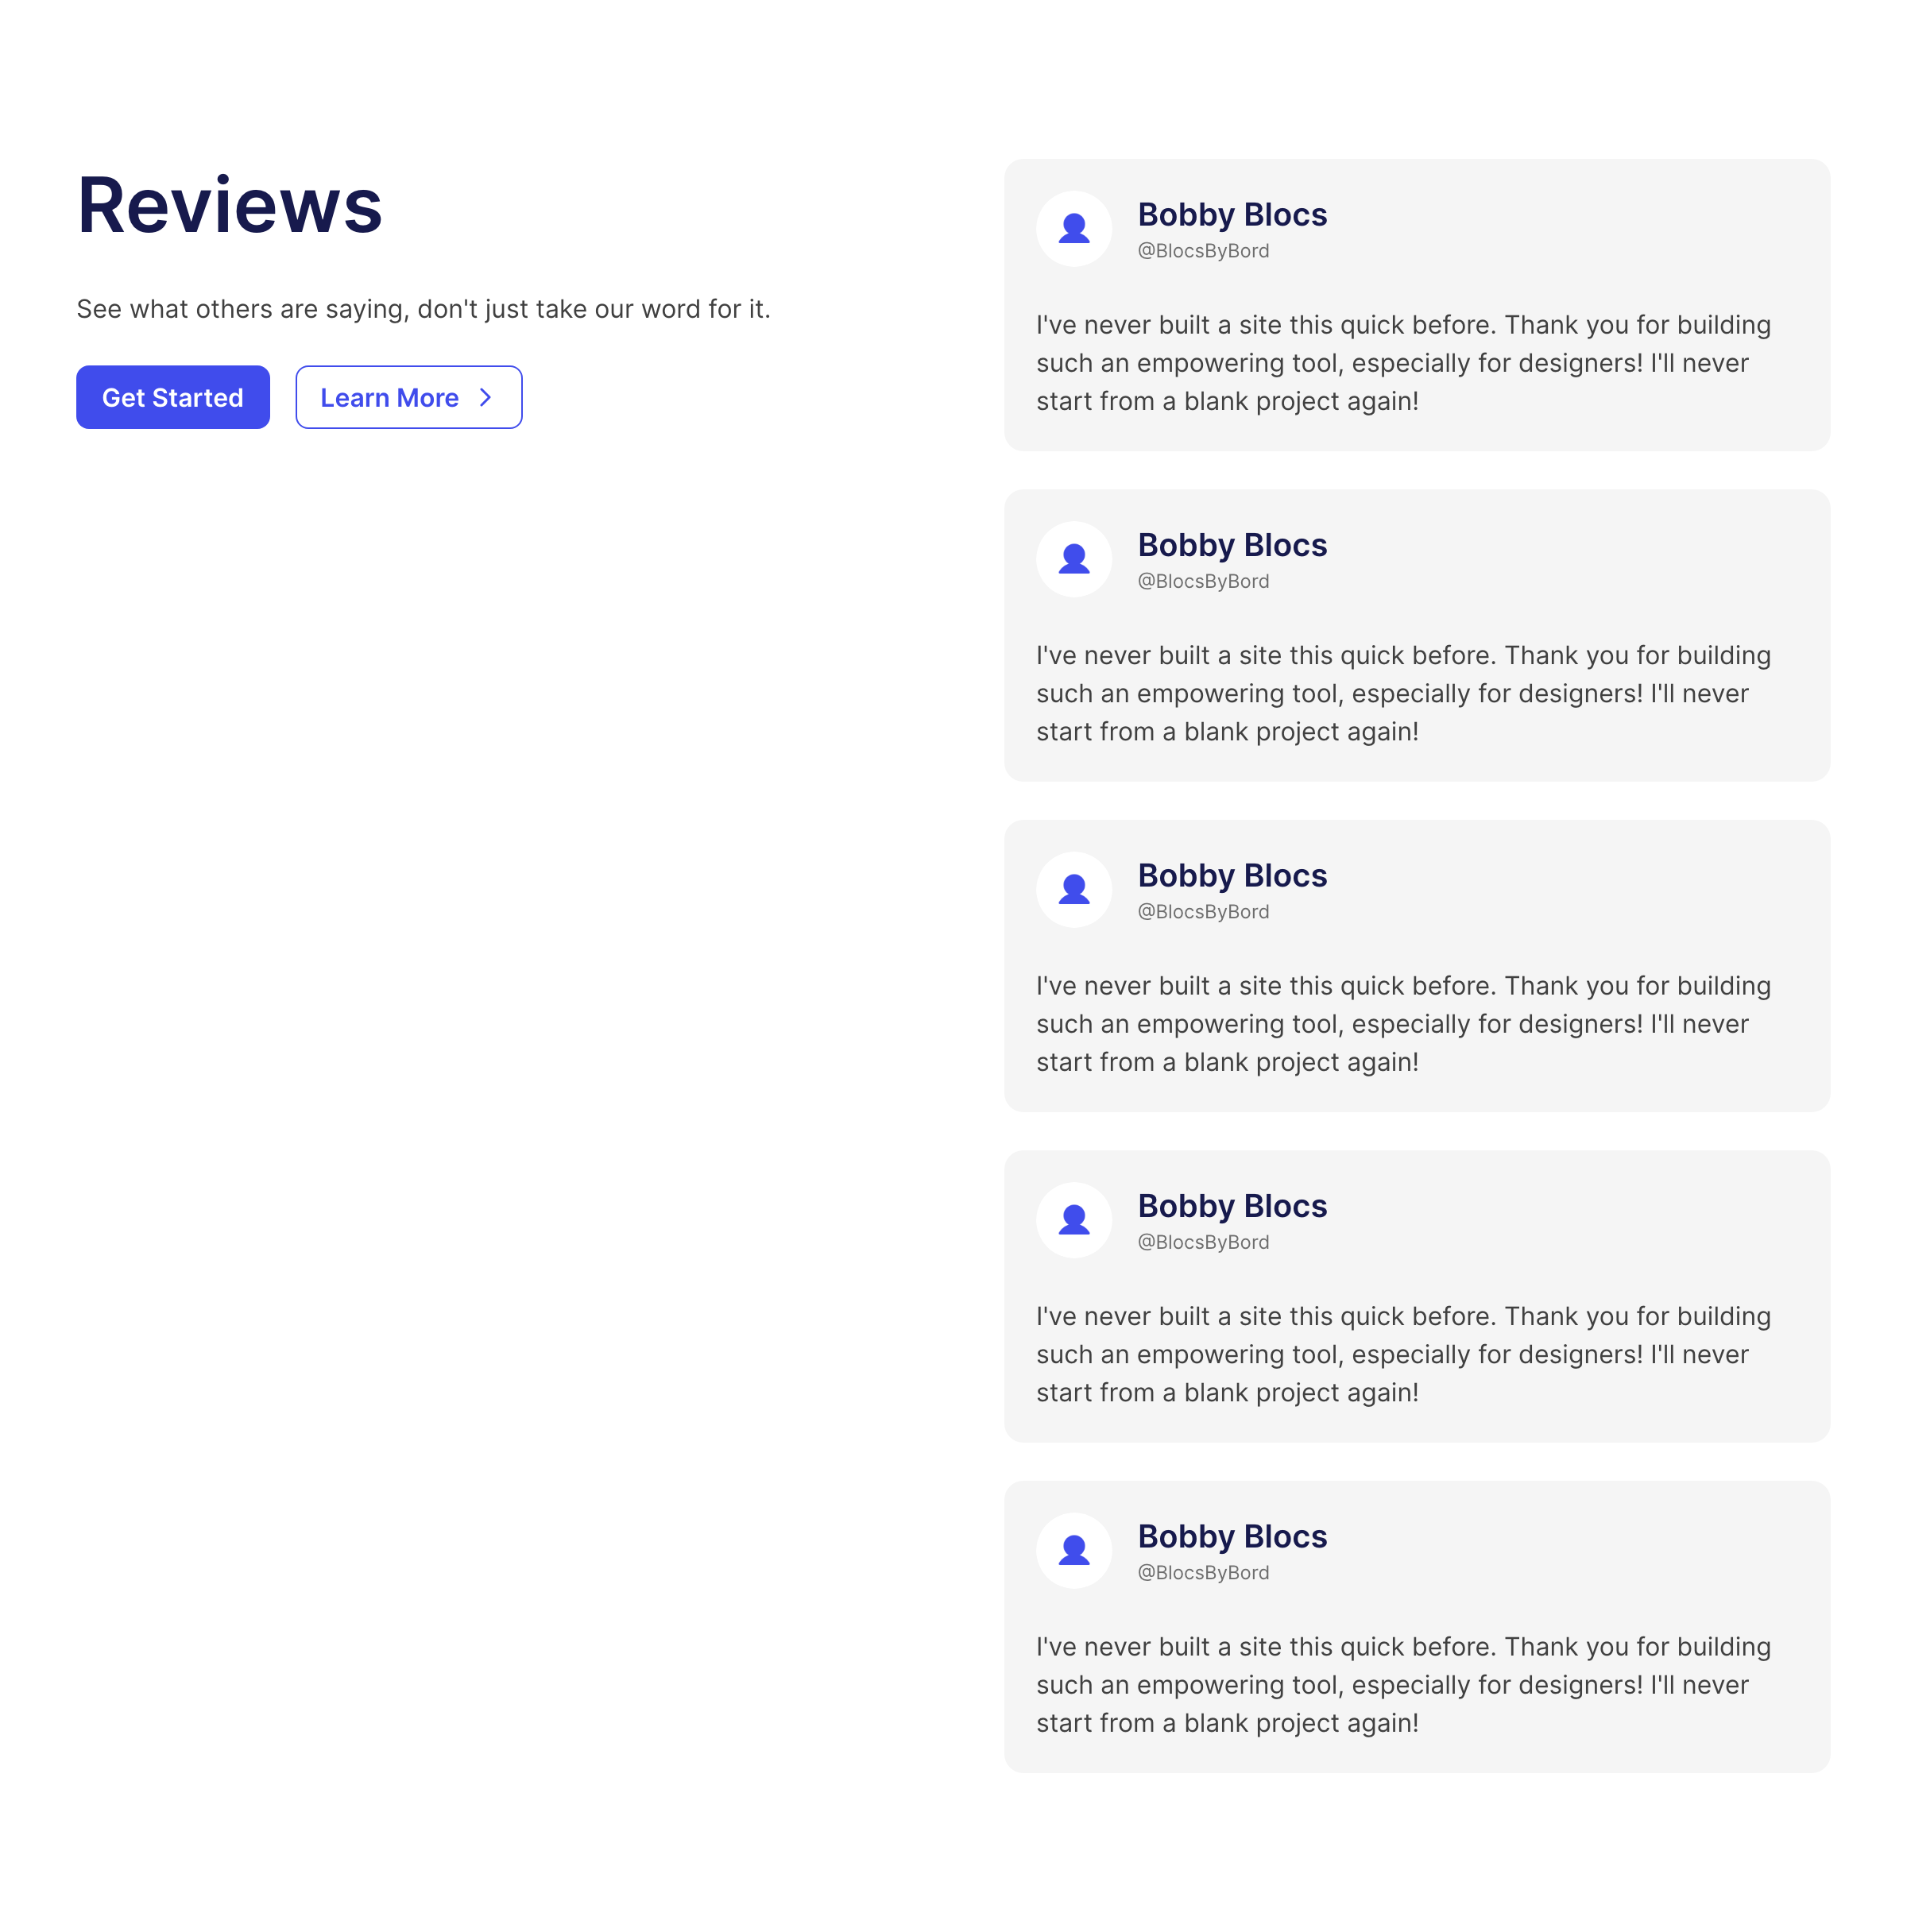 Reviews
See what others are saying, don't just take our word for it.
Get Started
Learn More
Bobby Blocs
@BlocsByBord
I've never built a site this quick before. Thank you for building
such an empowering tool, especially for designers! I'll never
start from a blank project again!
Bobby Blocs
@BlocsByBord
I've never built a site this quick before. Thank you for building
such an empowering tool, especially for designers! I'll never
start from a blank project again!
Bobby Blocs
@BlocsByBord
I've never built a site this quick before. Thank you for building
such an empowering tool, especially for designers! I'll never
start from a blank project again!
Bobby Blocs
@BlocsByBord
I've never built a site this quick before. Thank you for building
such an empowering tool, especially for designers! I'll never
start from a blank project again!
Bobby Blocs
@BlocsByBord
I've never built a site this quick before. Thank you for building
such an empowering tool, especially for designers! I'll never
start from a blank project again!